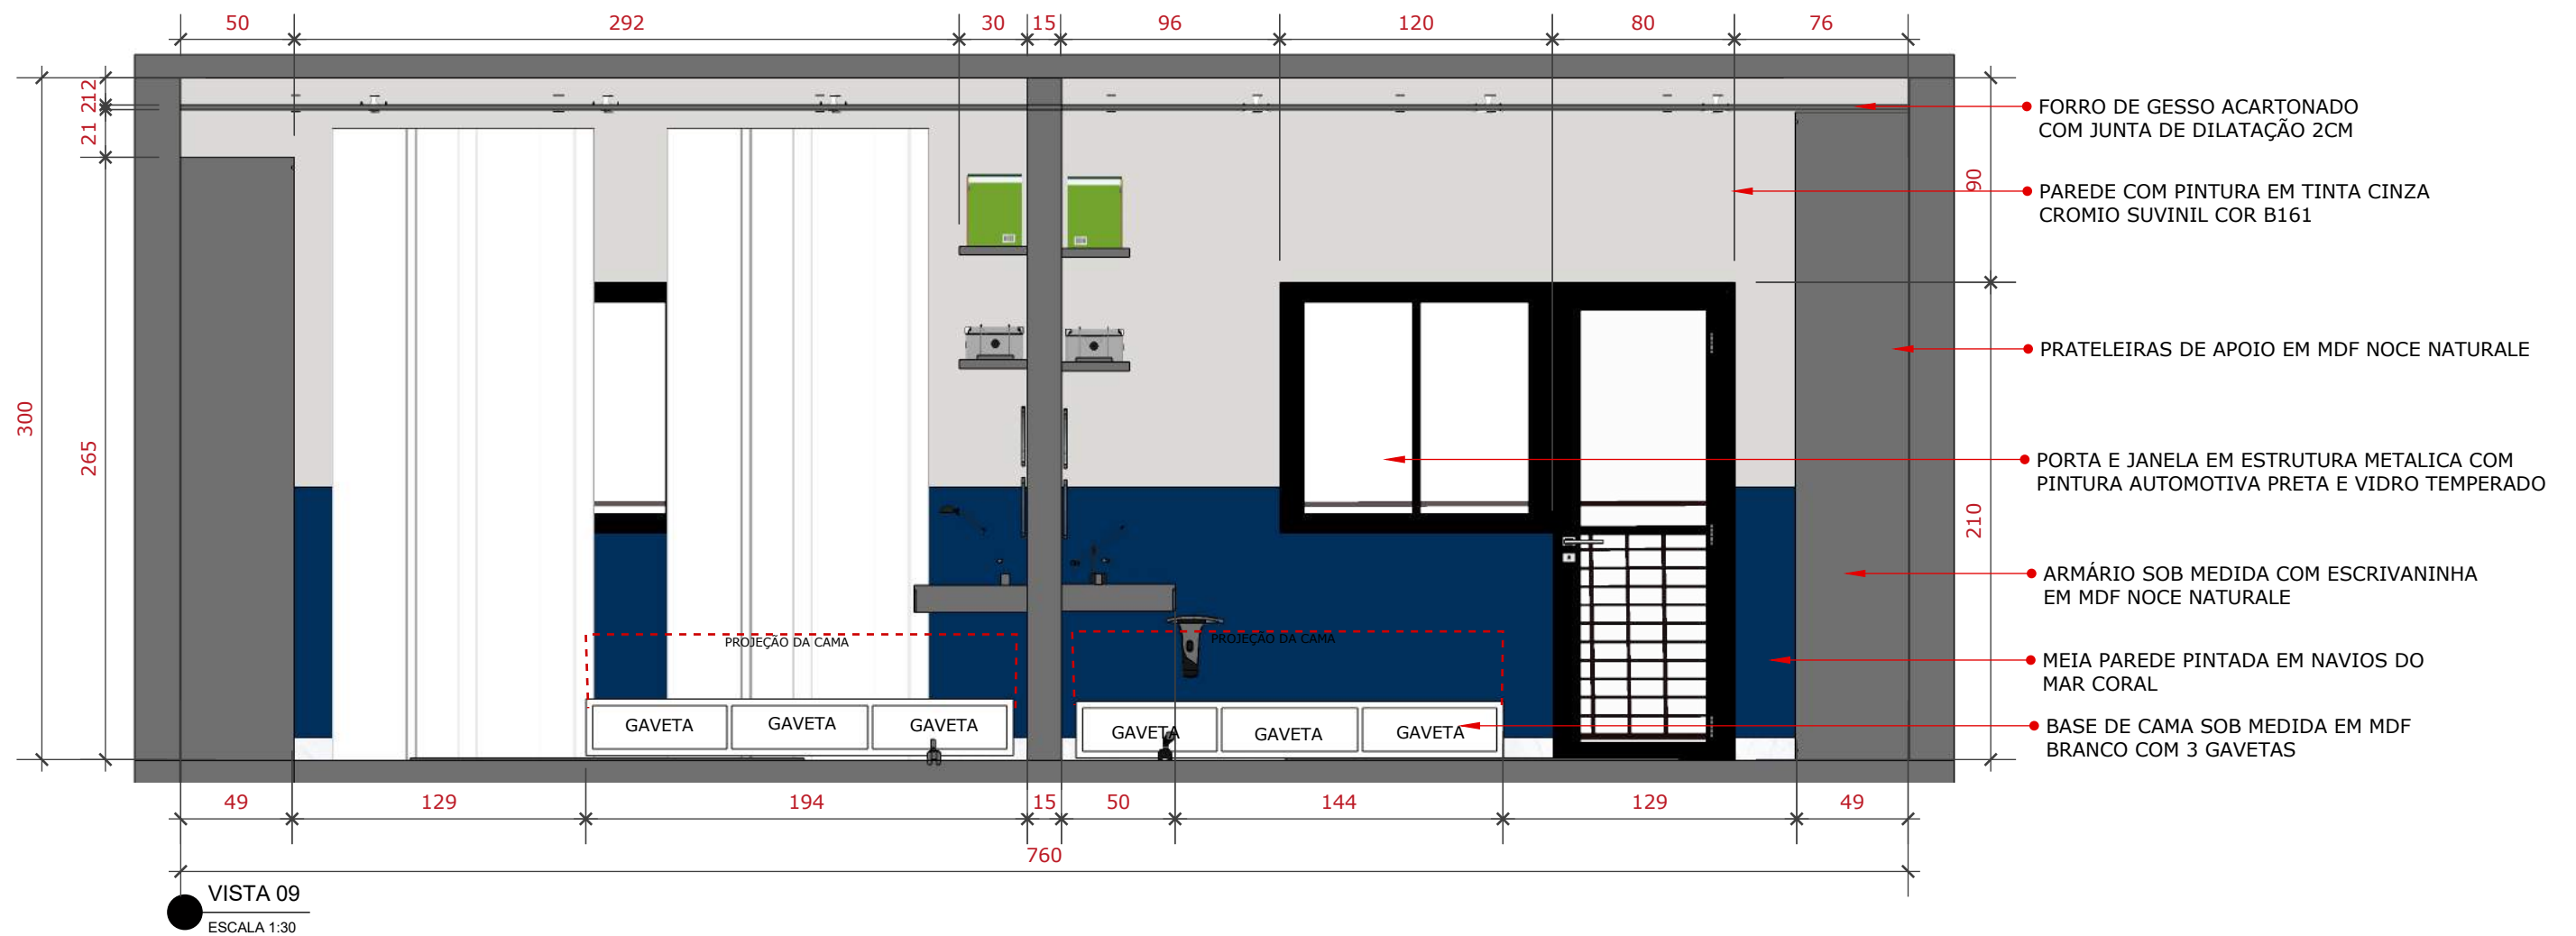 50
292
30
15
96
120
80
76
12
2
21
265
300
90
210
FORRO DE GESSO ACARTONADO
COM JUNTA DE DILATAÇÃO 2CM
PAREDE COM PINTURA EM TINTA CINZA
CROMIO SUVINIL COR B161
PRATELEIRAS DE APOIO EM MDF NOCE NATURALE
PORTA E JANELA EM ESTRUTURA METALICA COM
PINTURA AUTOMOTIVA PRETA E VIDRO TEMPERADO
ARMÁRIO SOB MEDIDA COM ESCRIVANINHA
EM MDF NOCE NATURALE
MEIA PAREDE PINTADA EM NAVIOS DO
MAR CORAL
BASE DE CAMA SOB MEDIDA EM MDF
BRANCO COM 3 GAVETAS
PROJEÇÃO DA CAMA
PROJEÇÃO DA CAMA
GAVETA
GAVETA
GAVETA
GAVETA
GAVETA
GAVETA
49
129
194
15
50
144
129
49
760
VISTA 09
ESCALA 1:30